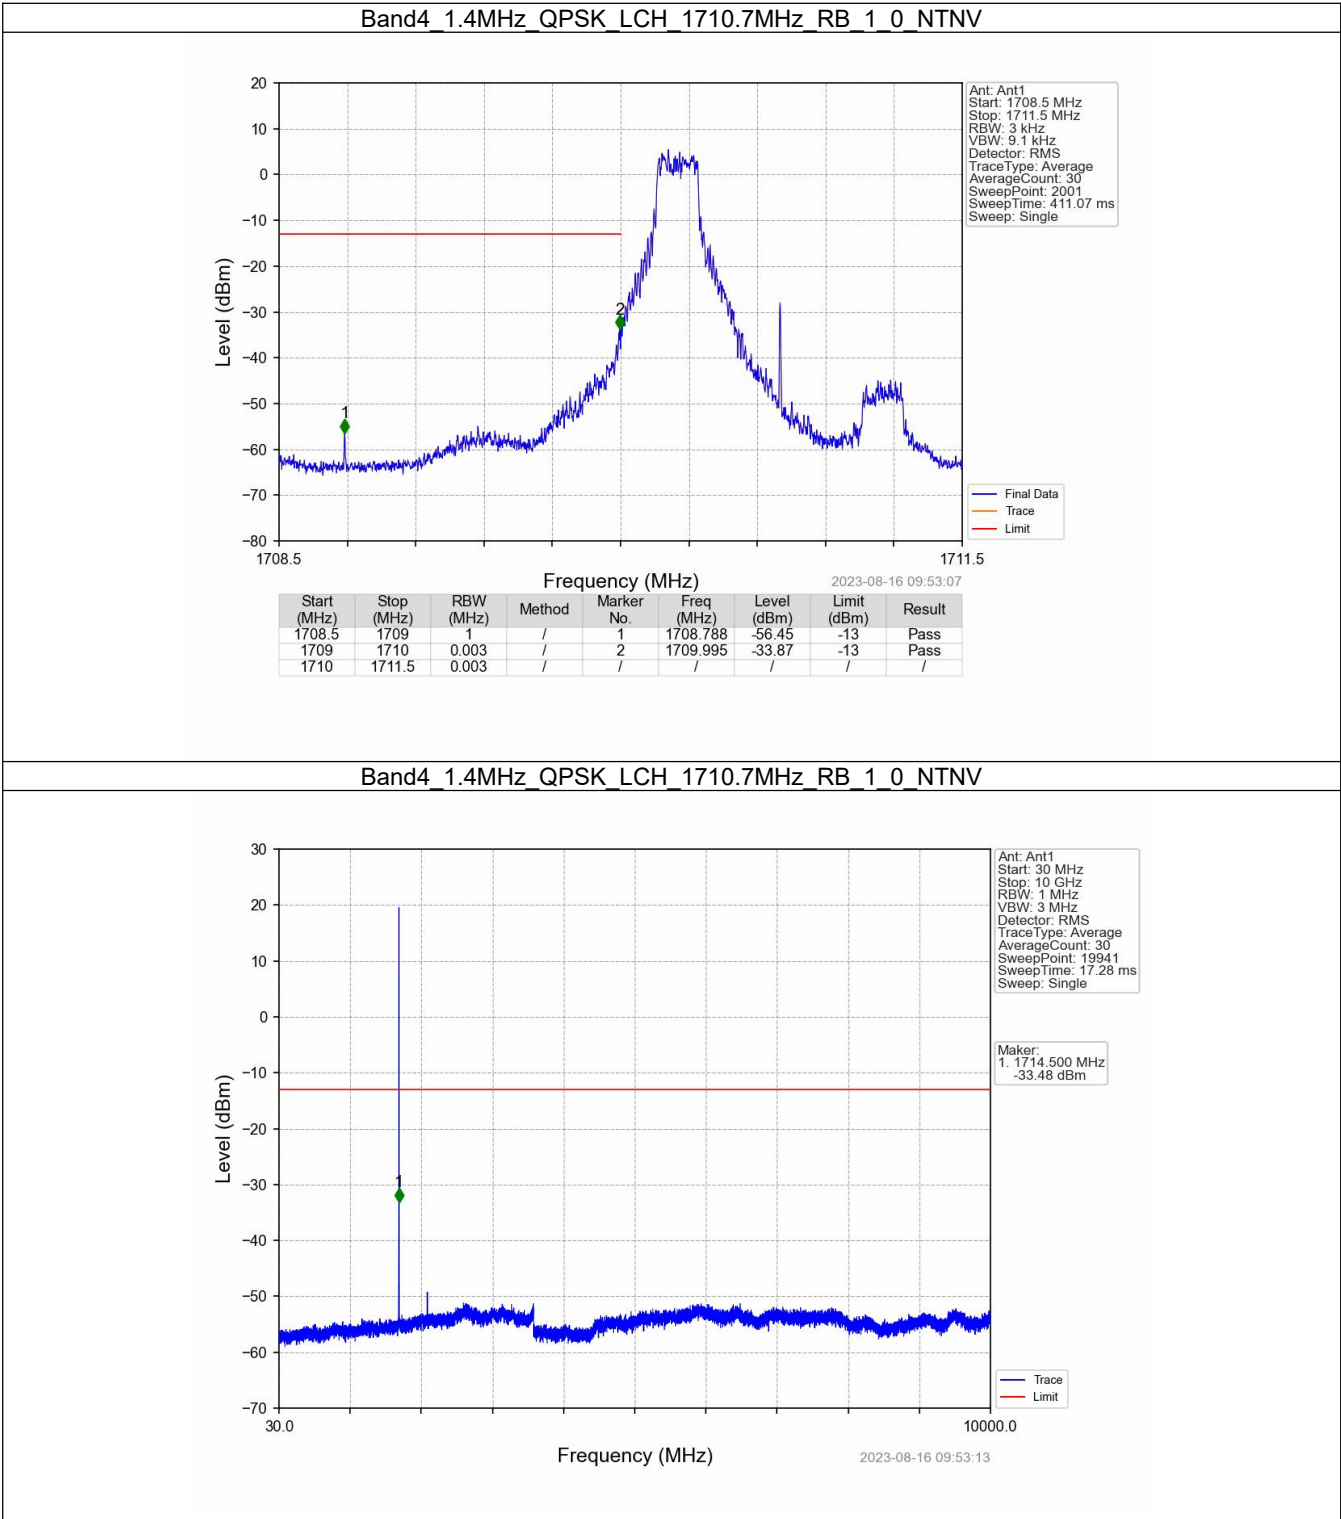 Band4_1.4MHz_QPSK_LCH_1710.7MHz_RB_1_0_NTNV
20
10
0
−10
−20
−30
−40
−50
−60
−70
−80
Level (dBm)
1
2
1708.5
1711.5
Frequency (MHz)
2023-08-16 09:53:07
Ant: Ant1
Start: 1708.5 MHz
Stop: 1711.5 MHz
RBW: 3 kHz
VBW: 9.1 kHz
Detector: RMS
TraceType: Average
AverageCount: 30
SweepPoint: 2001
SweepTime: 411.07 ms
Sweep: Single
Final Data
Trace
Limit
Start (MHz) Stop (MHz) RBW (MHz) Method Marker No. Freq (MHz) Level (dBm) Limit (dBm) Result
1708.5 1709 1 / 1 1708.788 -56.45 -13 Pass
1709 1710 0.003 / 2 1709.995 -33.87 -13 Pass
1710 1711.5 0.003 / / / / / /
Band4_1.4MHz_QPSK_LCH_1710.7MHz_RB_1_0_NTNV
30
20
10
0
−10
−20
−30
−40
−50
−60
−70
Level (dBm)
1
30.0
10000.0
Frequency (MHz)
2023-08-16 09:53:13
Ant: Ant1
Start: 30 MHz
Stop: 10 GHz
RBW: 1 MHz
VBW: 3 MHz
Detector: RMS
TraceType: Average
AverageCount: 30
SweepPoint: 19941
SweepTime: 17.28 ms
Sweep: Single
Maker:
1. 1714.500 MHz
-33.48 dBm
Trace
Limit